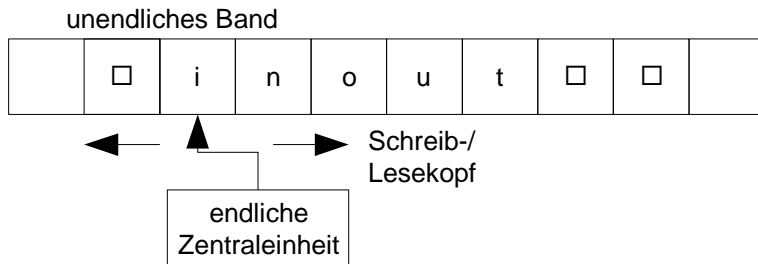 unendliches Band
□ i n o u t □ □
Schreib-/
Lesekopf
endliche
Zentraleinheit